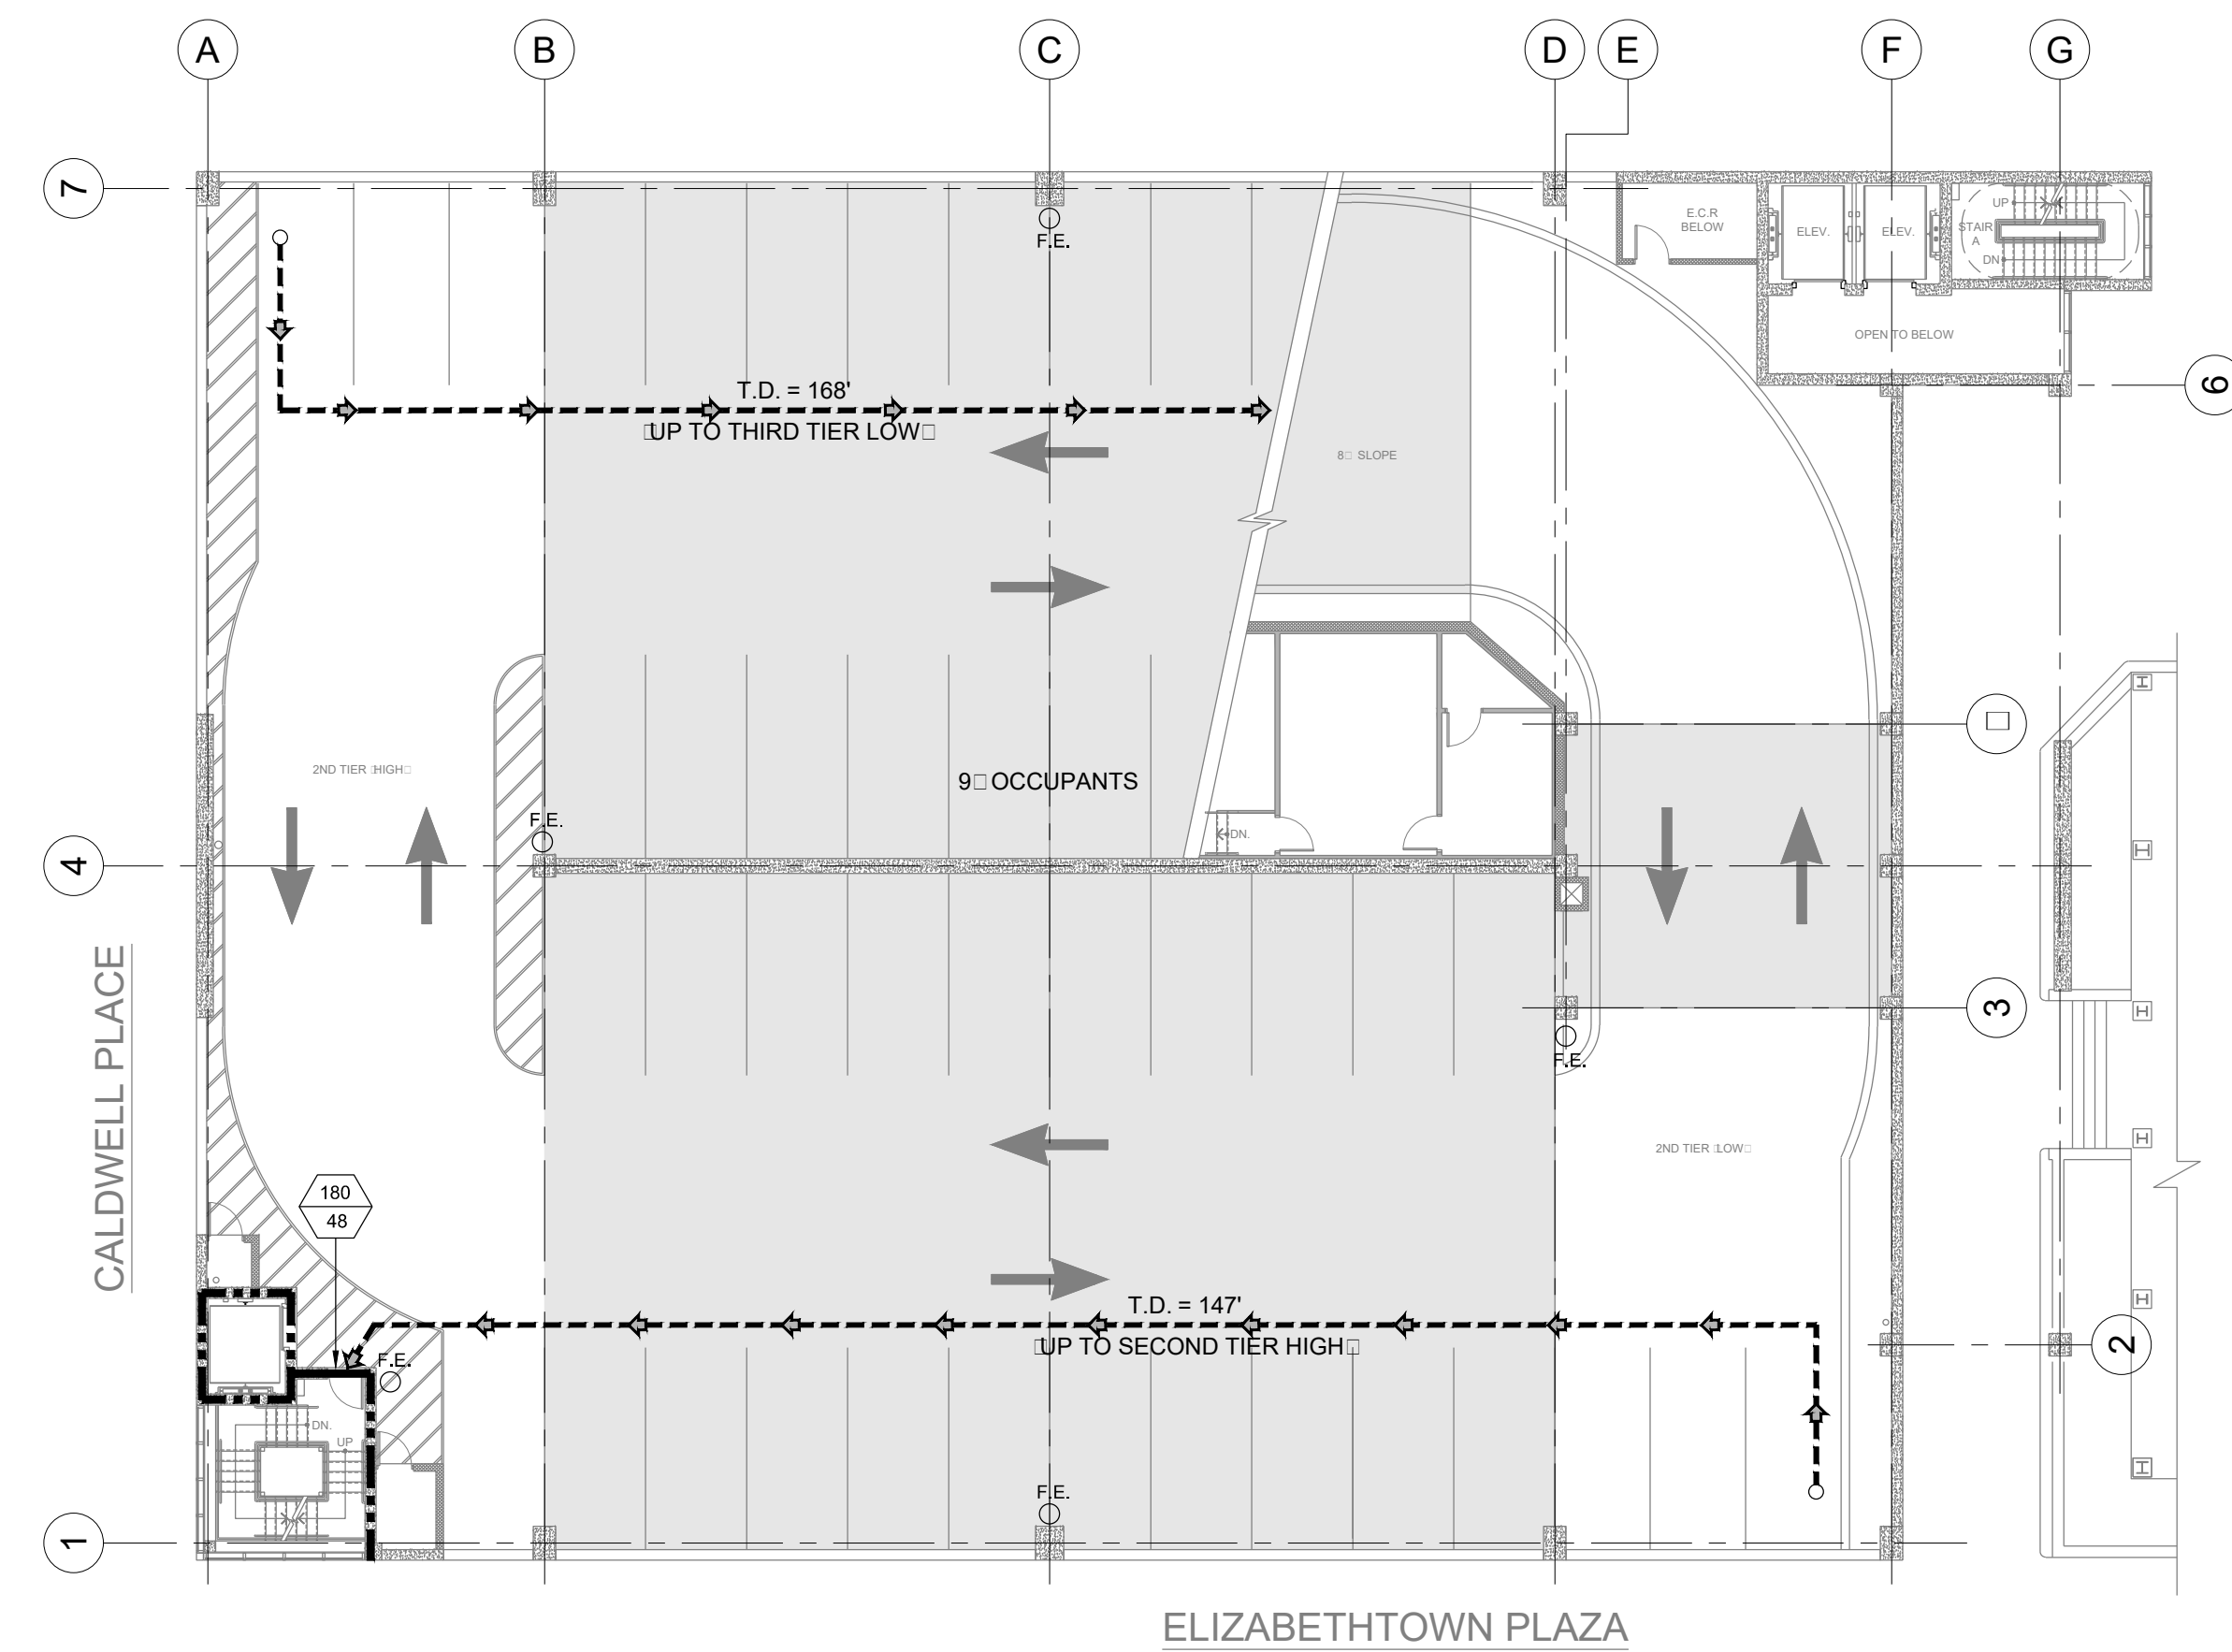 A
B
C
D
E
F
G
7
E.C.R
BELOW
ELEV.
ELEV.
UP
STAIR
A
DN
F.E.
OPEN TO BELOW
6
T.D. = 168'
□UP TO THIRD TIER LOW□
8□ SLOPE
□
2ND TIER □HIGH□
9□ OCCUPANTS
F.E.
DN.
4
CALDWELL PLACE
3
F.E.
2ND TIER □LOW□
180
48
T.D. = 147'
□UP TO SECOND TIER HIGH□
2
F.E.
DN.
UP
F.E.
1
ELIZABETHTOWN PLAZA